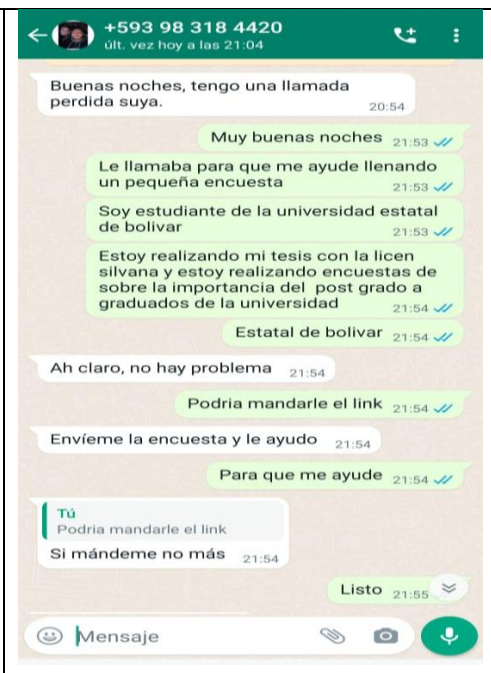 +593 98 318 4420
últ. vez hoy a las 21:04
Buenas noches, tengo una llamada
perdida suya.
20:54
Muy buenas noches 21:53
Le llamaba para que me ayude llenando
un pequeña encuesta 21:53
Soy estudiante de la universidad estatal
de bolivar 21:53
Estoy realizando mi tesis con la licen
silvana y estoy realizando encuestas de
sobre la importancia del post grado a
graduados de la universidad 21:54
Estatal de bolivar 21:54
Ah claro, no hay problema 21:54
Podria mandarle el link 21:54
Envíeme la encuesta y le ayudo 21:54
Para que me ayude 21:54
Tú
Podria mandarle el link
Si mándeme no más 21:54
Listo 21:55
Mensaje